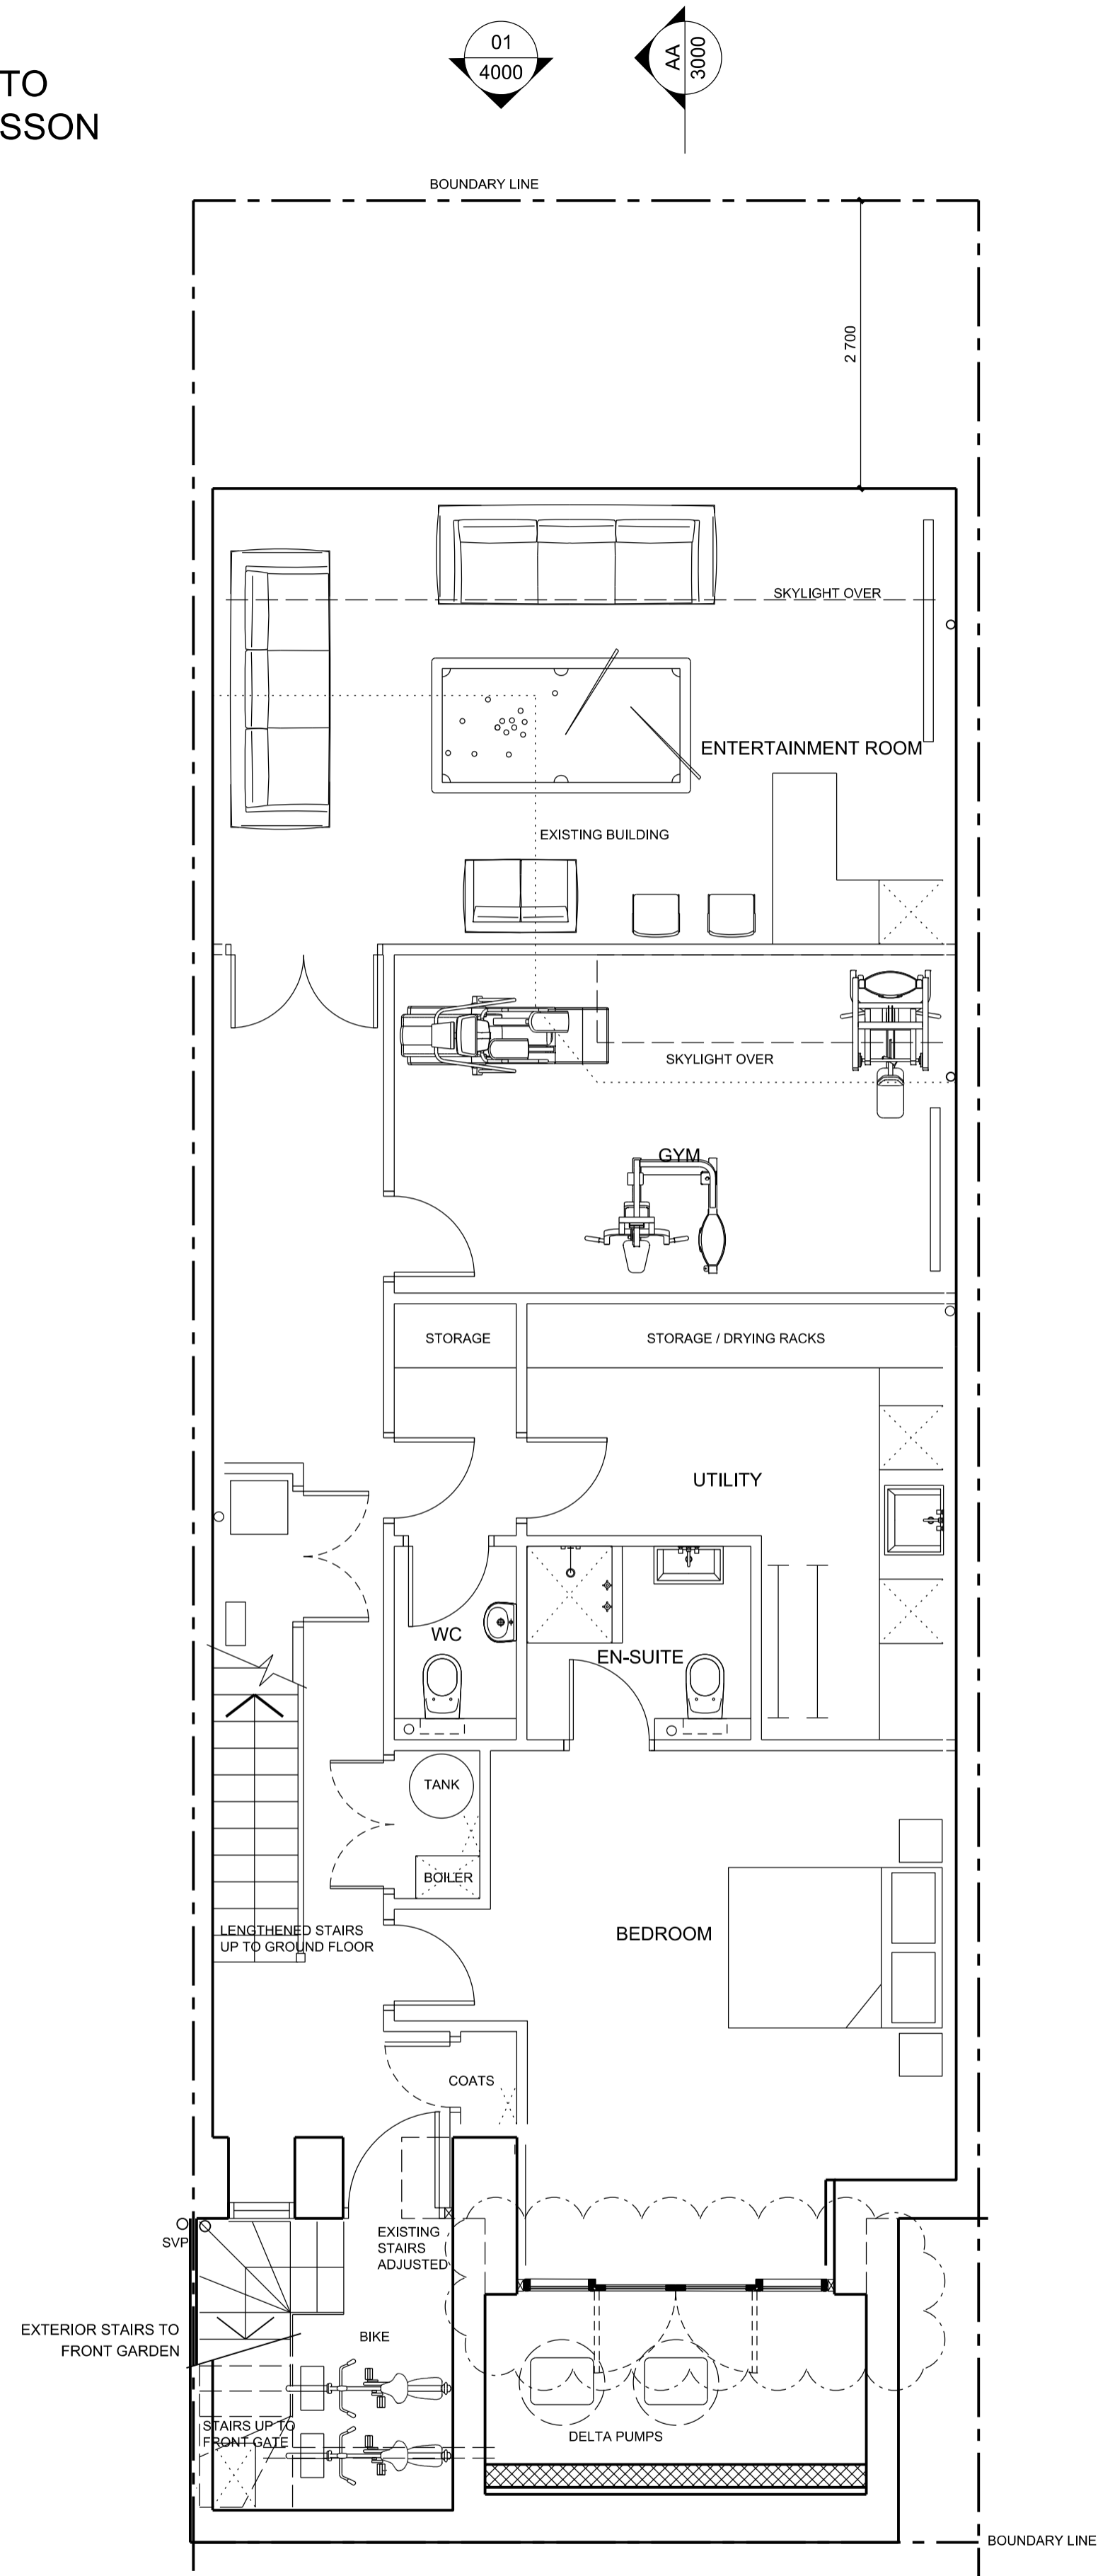 TO
SSON
01
4000
AA
3000
BOUNDARY LINE
2 700
SKYLIGHT OVER
ENTERTAINMENT ROOM
EXISTING BUILDING
SKYLIGHT OVER
GYM
STORAGE
STORAGE / DRYING RACKS
UTILITY
WC
EN-SUITE
TANK
BOILER
BEDROOM
LENGTHENED STAIRS
UP TO GROUND FLOOR
COATS
EXISTING
STAIRS
ADJUSTED
SVP
EXTERIOR STAIRS TO
FRONT GARDEN
BIKE
STAIRS UP TO
FRONT GATE
DELTA PUMPS
BOUNDARY LINE